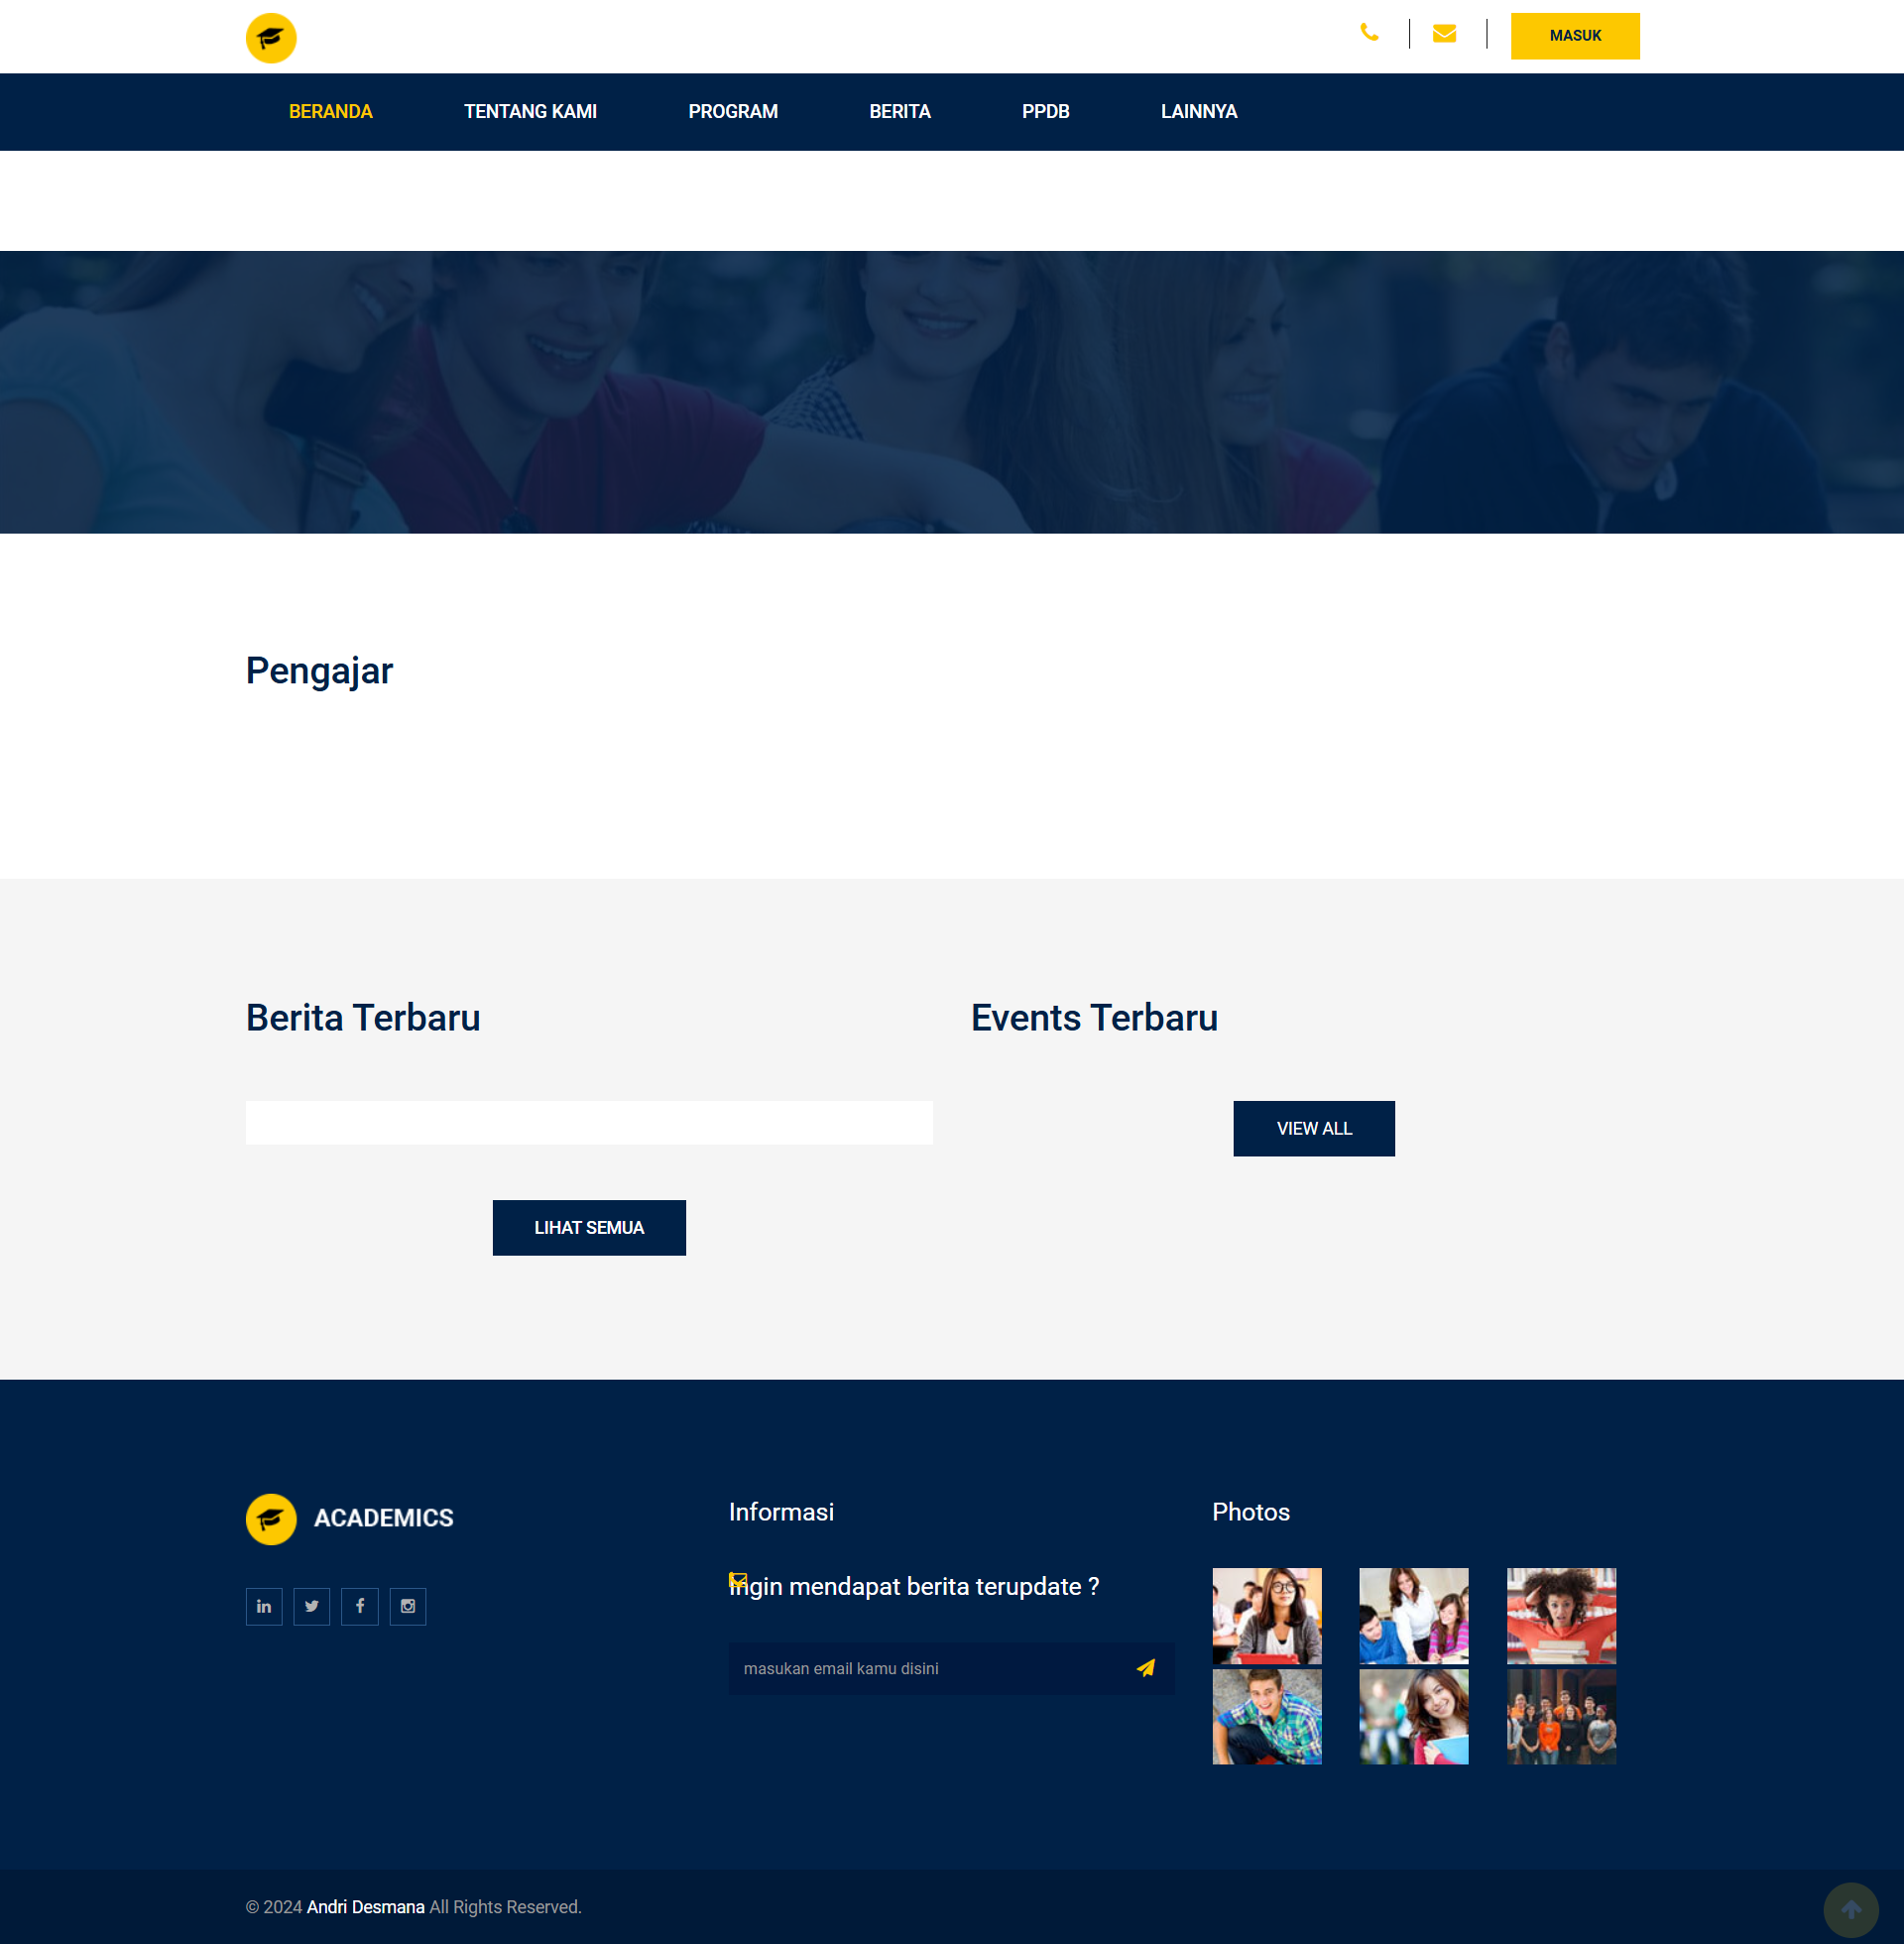 MASUK
BERANDA TENTANG KAMI PROGRAM BERITA PPDB LAINNYA
Pengajar
Berita Terbaru
LIHAT SEMUA
Events Terbaru
VIEW ALL
ACADEMICS
Informasi
Ingin mendapat berita terupdate ?
masukan email kamu disini
Photos
© 2024 Andri Desmana All Rights Reserved.